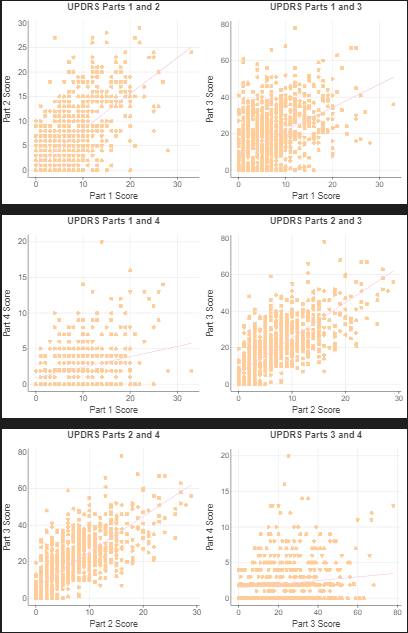 UPDRS Parts 1 and 2
UPDRS Parts 1 and 3
Part 2 Score
30
25
20
15
10
5
0
Part 3 Score
80
60
40
20
0
0 10 20 30
0 10 20 30
Part 1 Score
Part 1 Score
UPDRS Parts 1 and 4
UPDRS Parts 2 and 3
Part 4 Score
20
15
10
5
0
Part 3 Score
80
60
40
20
0
0 10 20 30
0 10 20 30
Part 1 Score
Part 2 Score
UPDRS Parts 2 and 4
UPDRS Parts 3 and 4
Part 3 Score
80
60
40
20
0
Part 4 Score
20
15
10
5
0
0 10 20 30
0 20 40 60 80
Part 2 Score
Part 3 Score